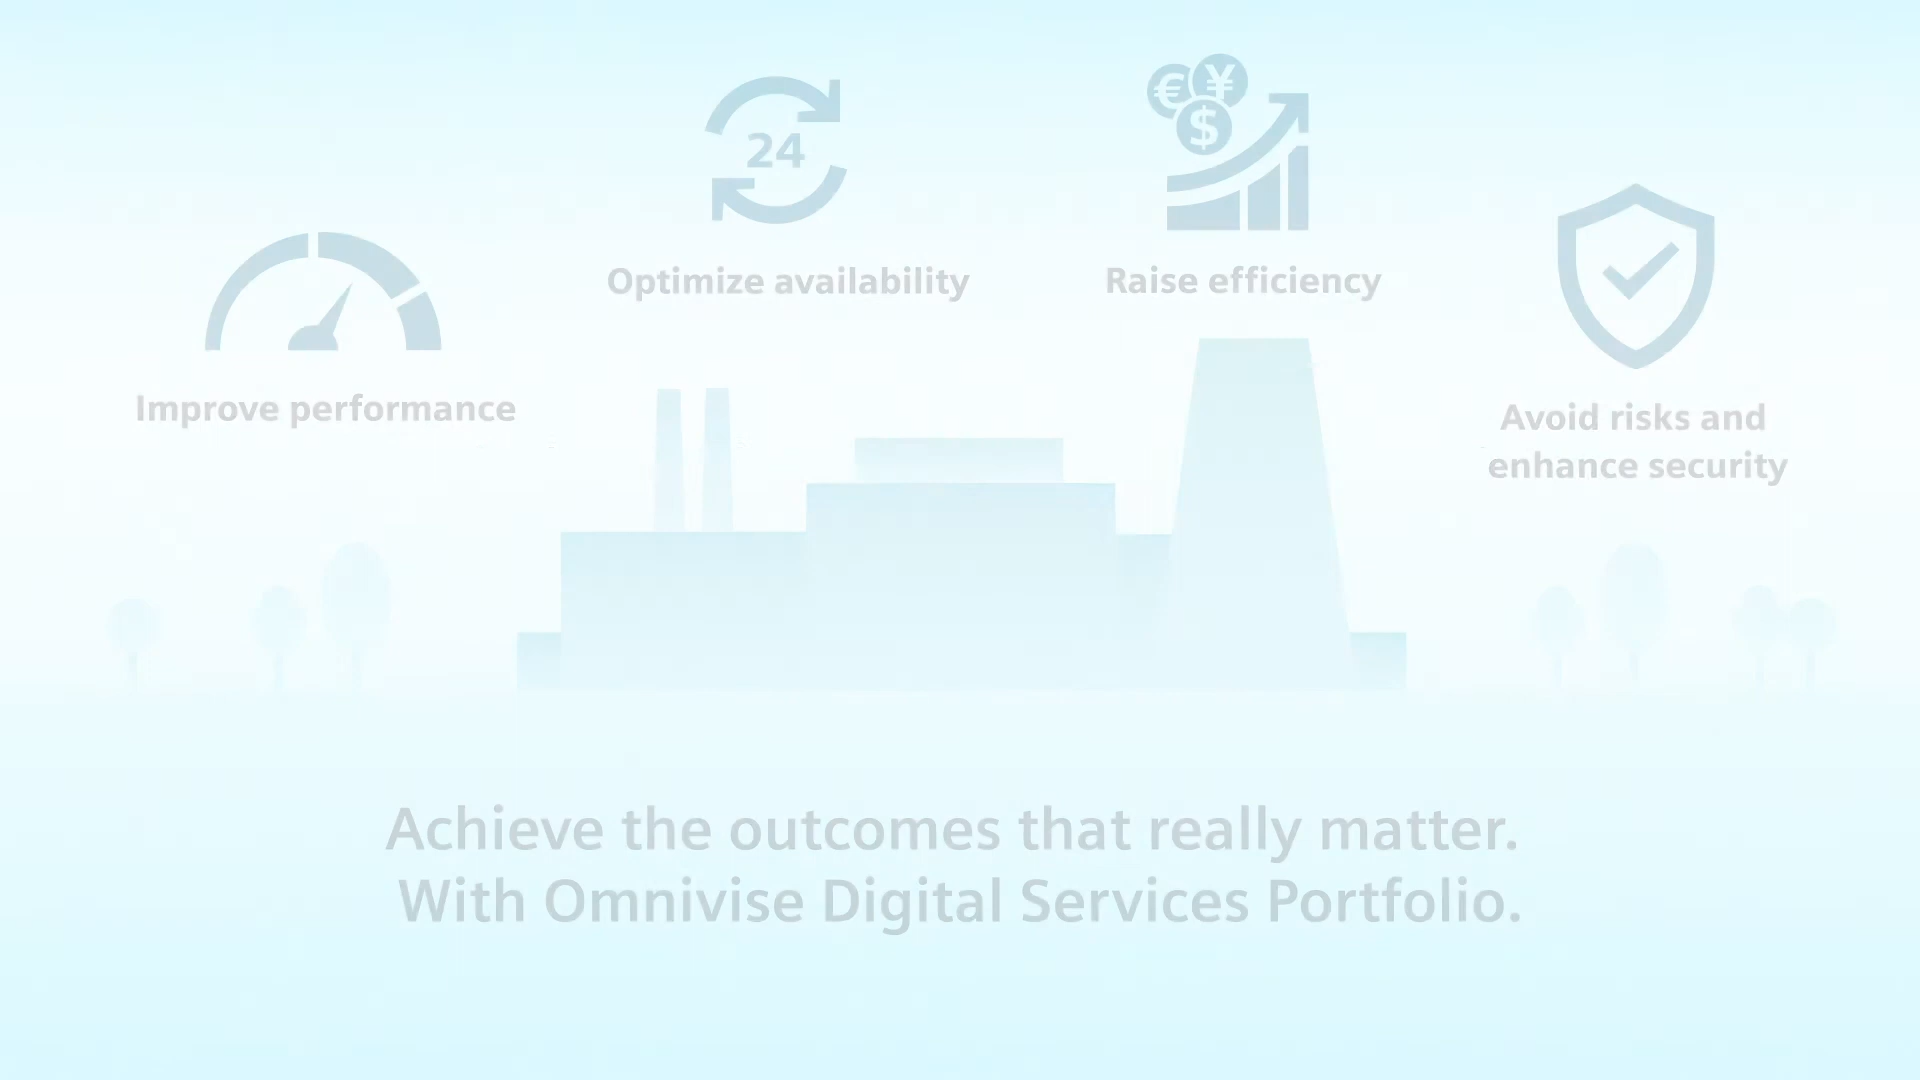 24
€ ¥
$
Optimize availability
Raise efficiency
Improve performance
Avoid risks and
enhance security
Achieve the outcomes that really matter.
With Omnivise Digital Services Portfolio.